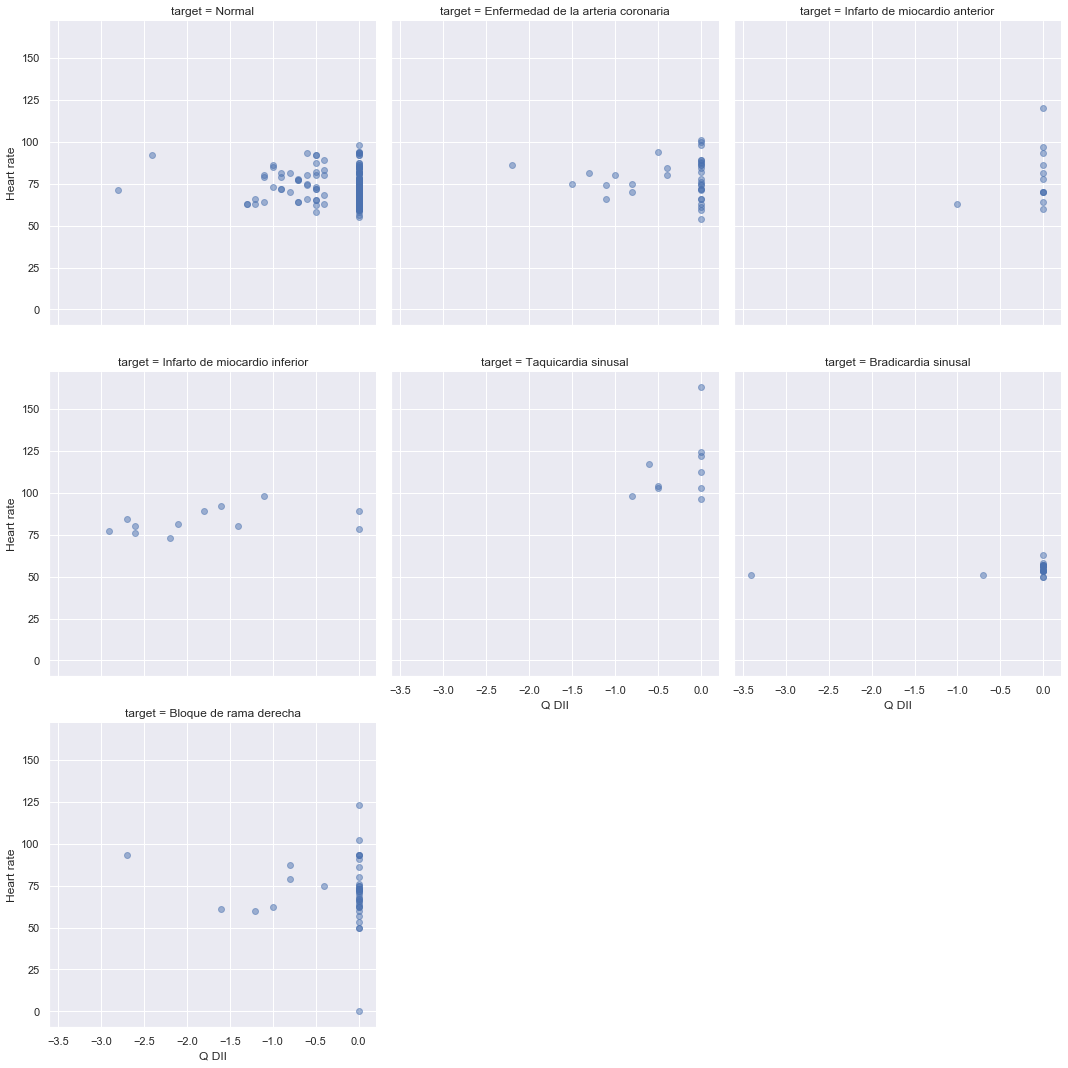 target = Normal
target = Enfermedad de la arteria coronaria
target = Infarto de miocardio anterior
150
125
100
75
50
25
0
Heart rate
target = Infarto de miocardio inferior
target = Taquicardia sinusal
target = Bradicardia sinusal
150
125
100
75
50
25
0
Heart rate
−3.5 −3.0 −2.5 −2.0 −1.5 −1.0 −0.5 0.0
Q DII
−3.5 −3.0 −2.5 −2.0 −1.5 −1.0 −0.5 0.0
Q DII
target = Bloque de rama derecha
150
125
100
75
50
25
0
Heart rate
−3.5 −3.0 −2.5 −2.0 −1.5 −1.0 −0.5 0.0
Q DII